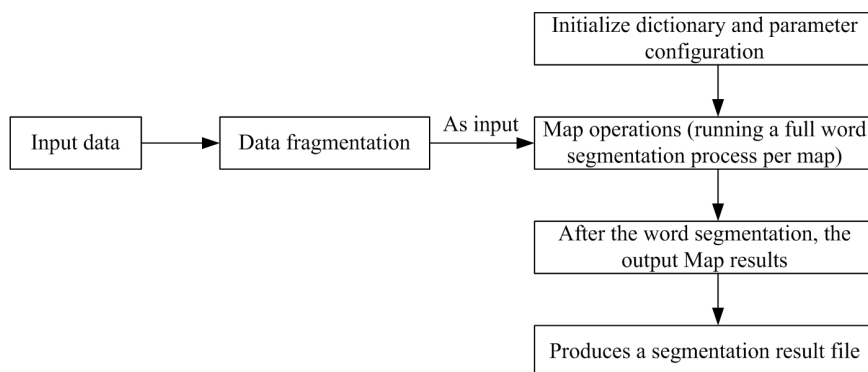 Initialize dictionary and parameter
configuration
Input data
Data fragmentation
As input
Map operations (running a full word
segmentation process per map)
After the word segmentation, the
output Map results
Produces a segmentation result file